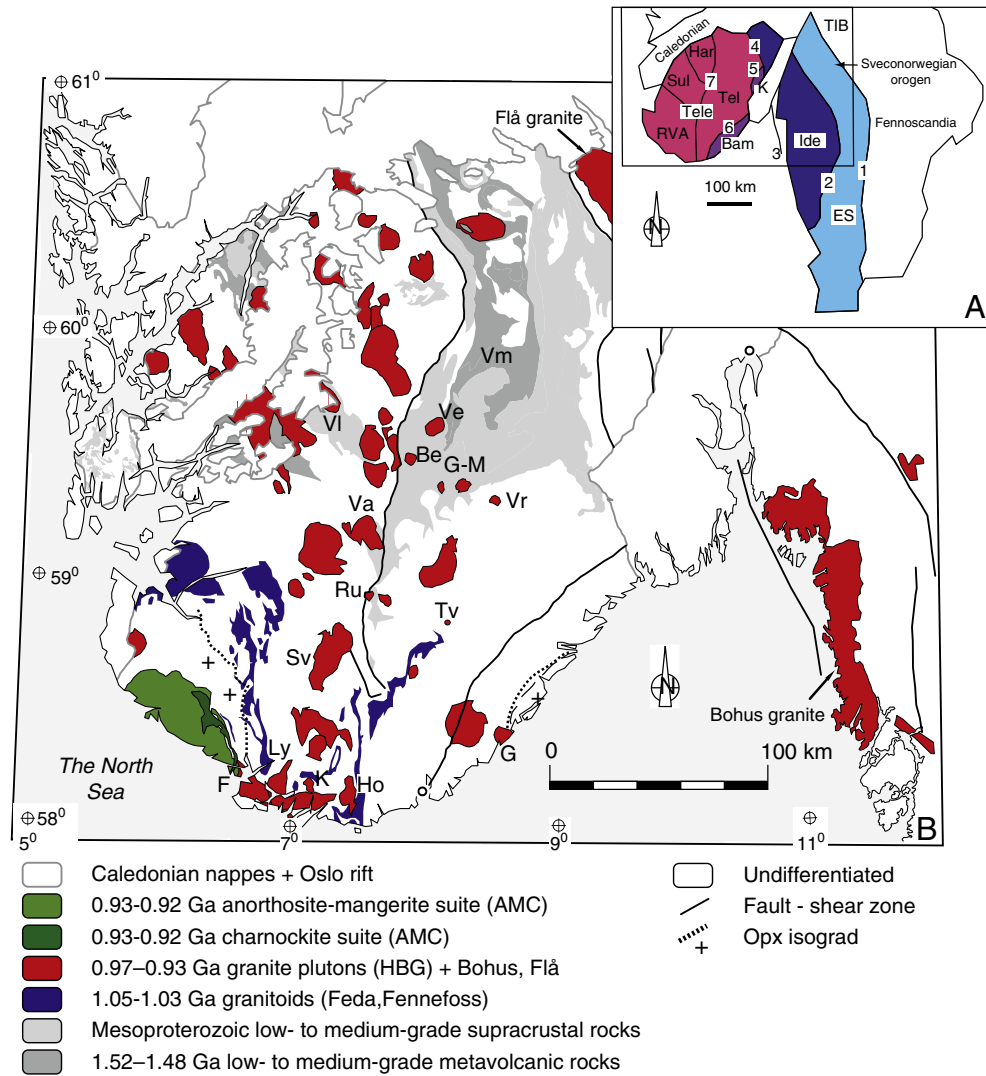 61⁰
Flå granite
Caledonian
Har
Sul
7
Tel
Tele
RVA
6
Bam
4
5
K
3
TIB
Sveconorwegian
orogen
Fennoscandia
Ide
2
1
ES
100 km
N
A
60⁰
Vm
Vl
Ve
Be
G-M
Vr
Va
59⁰
Ru
Tv
Sv
+
+
+
N
Bohus granite
G
0
100 km
The North
Sea
Ly
F
K
Ho
58⁰
5⁰
7⁰
9⁰
11⁰
B
Caledonian nappes + Oslo rift
0.93-0.92 Ga anorthosite-mangerite suite (AMC)
0.93-0.92 Ga charnockite suite (AMC)
0.97–0.93 Ga granite plutons (HBG) + Bohus, Flå
1.05-1.03 Ga granitoids (Feda,Fennefoss)
Mesoproterozoic low- to medium-grade supracrustal rocks
1.52–1.48 Ga low- to medium-grade metavolcanic rocks
Undifferentiated
Fault - shear zone
Opx isograd
+